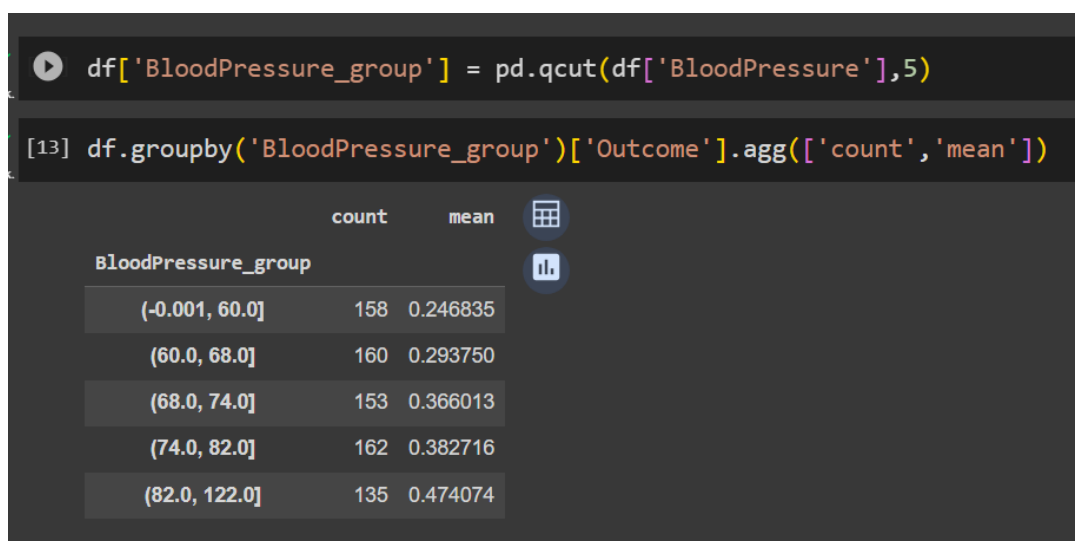 df['BloodPressure_group'] = pd.qcut(df['BloodPressure'],5)
[13] df.groupby('BloodPressure_group')['Outcome'].agg(['count','mean'])
count mean
BloodPressure_group
(-0.001, 60.0] 158 0.246835
(60.0, 68.0] 160 0.293750
(68.0, 74.0] 153 0.366013
(74.0, 82.0] 162 0.382716
(82.0, 122.0] 135 0.474074